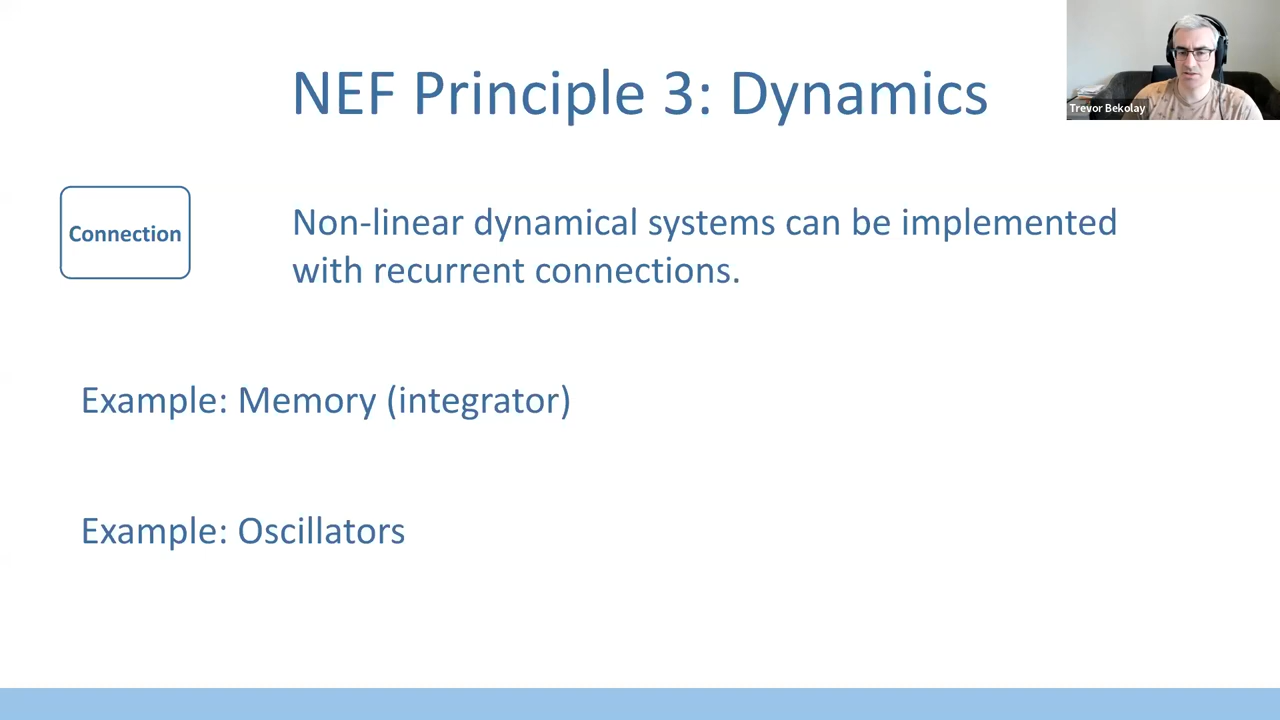 NEF Principle 3: Dynamics
Trevor Bekolay
Connection
Non-linear dynamical systems can be implemented
with recurrent connections.
Example: Memory (integrator)
Example: Oscillators